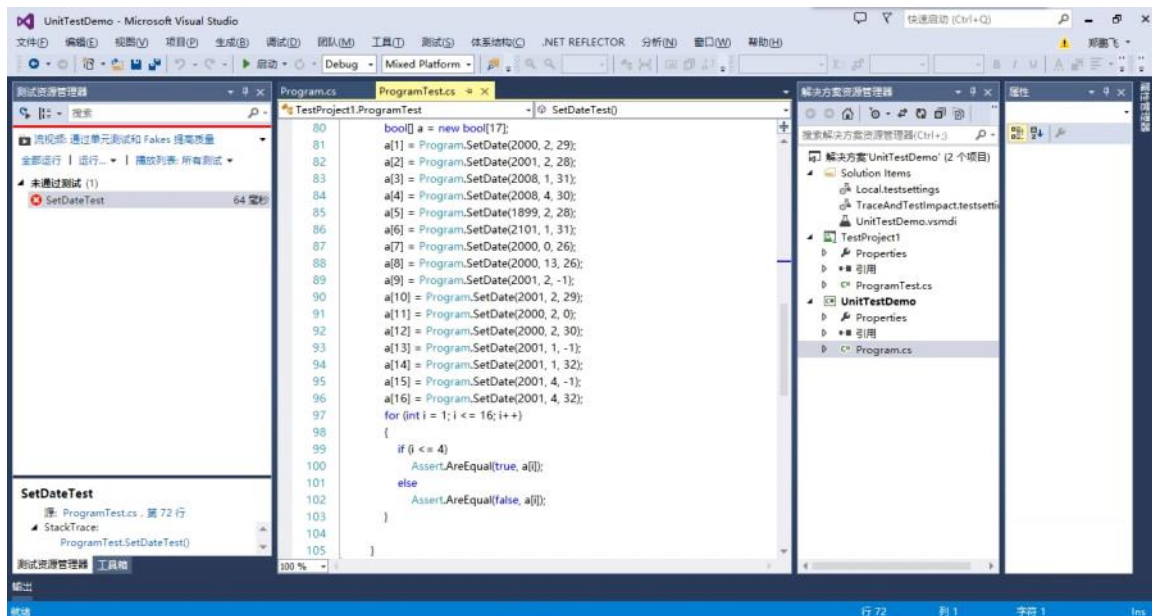 UnitTestDemo - Microsoft Visual Studio
快速启动 (Ctrl+Q)
文件(F) 编辑(E) 视图(V) 项目(P) 生成(B) 调试(D) 团队(M) 工具(T) 测试(S) 体系结构(C) .NET REFLECTOR 分析(N) 窗口(W) 帮助(H)
郑鹏飞
启动 Debug Mixed Platform
测试资源管理器
搜索
流视频: 通过单元测试和 Fakes 提高质量
全部运行 | 运行... | 播放列表: 所有测试
未通过测试 (1)
SetDateTest 64 毫秒
SetDateTest
源: ProgramTest.cs . 第 72 行
StackTrace:
ProgramTest.SetDateTest()
测试资源管理器 工具箱
Program.cs ProgramTest.cs
TestProject1.ProgramTest SetDateTest()
80 bool[] a = new bool[17];
81 a[1] = Program.SetDate(2000, 2, 29);
82 a[2] = Program.SetDate(2001, 2, 28);
83 a[3] = Program.SetDate(2008, 1, 31);
84 a[4] = Program.SetDate(2008, 4, 30);
85 a[5] = Program.SetDate(1899, 2, 28);
86 a[6] = Program.SetDate(2101, 1, 31);
87 a[7] = Program.SetDate(2000, 0, 26);
88 a[8] = Program.SetDate(2000, 13, 26);
89 a[9] = Program.SetDate(2001, 2, -1);
90 a[10] = Program.SetDate(2001, 2, 29);
91 a[11] = Program.SetDate(2000, 2, 0);
92 a[12] = Program.SetDate(2000, 2, 30);
93 a[13] = Program.SetDate(2001, 1, -1);
94 a[14] = Program.SetDate(2001, 1, 32);
95 a[15] = Program.SetDate(2001, 4, -1);
96 a[16] = Program.SetDate(2001, 4, 32);
97 for (int i = 1; i <= 16; i++)
98 {
99 if (i <= 4)
100 Assert.AreEqual(true, a[i]);
101 else
102 Assert.AreEqual(false, a[i]);
103 }
104
105 }
100 %
解决方案资源管理器
搜索解决方案资源管理器(Ctrl+;)
解决方案'UnitTestDemo' (2 个项目)
Solution Items
Local.testsettings
TraceAndTestImpact.testsetti
UnitTestDemo.vsmdi
TestProject1
Properties
引用
ProgramTest.cs
UnitTestDemo
Properties
引用
Program.cs
属性
属性管理器
输出
就绪 行 72 列 1 字符 1 Ins